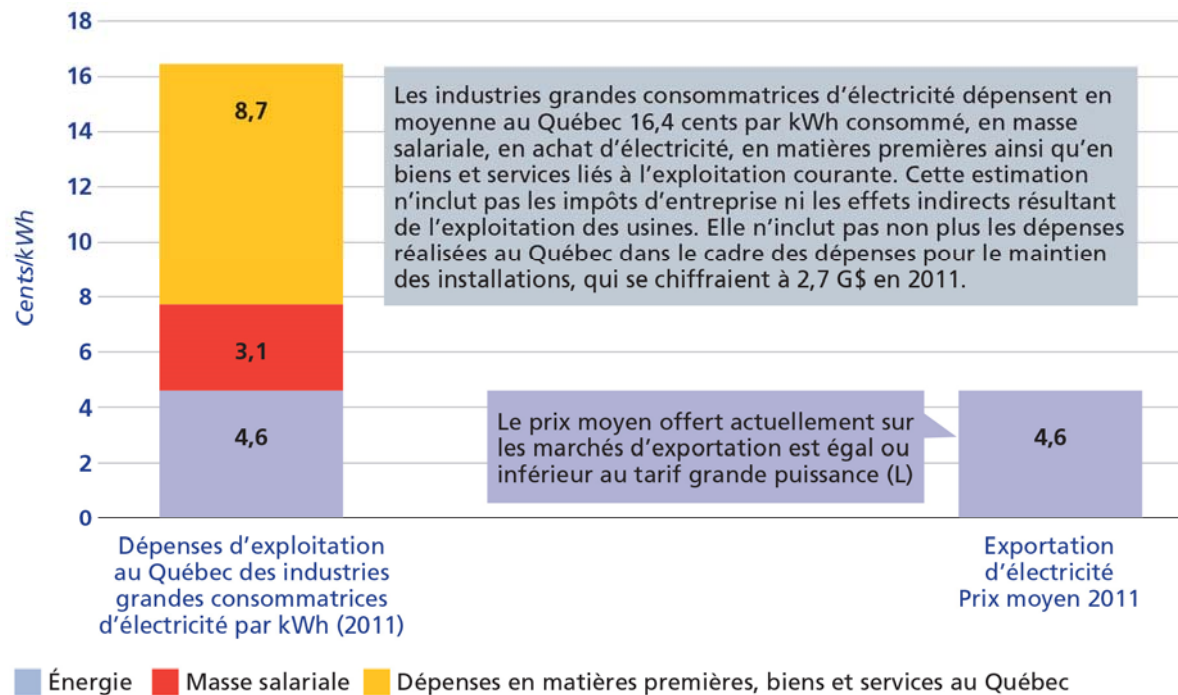 18
16
14
12
10
8
6
4
2
0
Cents/kWh
8,7
3,1
4,6
Les industries grandes consommatrices d’électricité dépensent en
moyenne au Québec 16,4 cents par kWh consommé, en masse
salariale, en achat d’électricité, en matières premières ainsi qu’en
biens et services liés à l’exploitation courante. Cette estimation
n’inclut pas les impôts d’entreprise ni les effets indirects résultant
de l’exploitation des usines. Elle n’inclut pas non plus les dépenses
réalisées au Québec dans le cadre des dépenses pour le maintien
des installations, qui se chiffraient à 2,7 G$ en 2011.
Le prix moyen offert actuellement sur
les marchés d’exportation est égal ou
inférieur au tarif grande puissance (L)
4,6
Dépenses d’exploitation
au Québec des industries
grandes consommatrices
d’électricité par kWh (2011)
Exportation
d’électricité
Prix moyen 2011
Énergie Masse salariale Dépenses en matières premières, biens et services au Québec